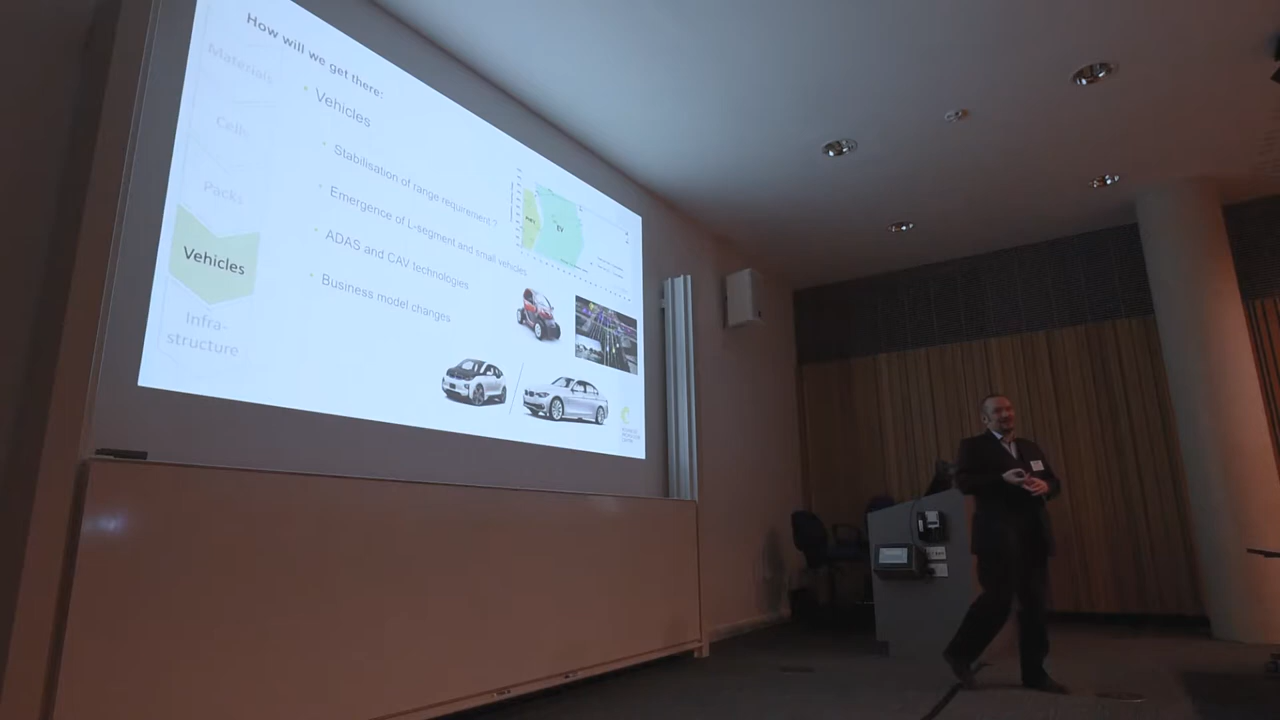 How will we get there:
Materials
Cells
Packs
Vehicles
Infra-
structure
Vehicles
Stabilisation of range requirement ?
Emergence of L-segment and small vehicles
ADAS and CAV technologies
Business model changes
EV